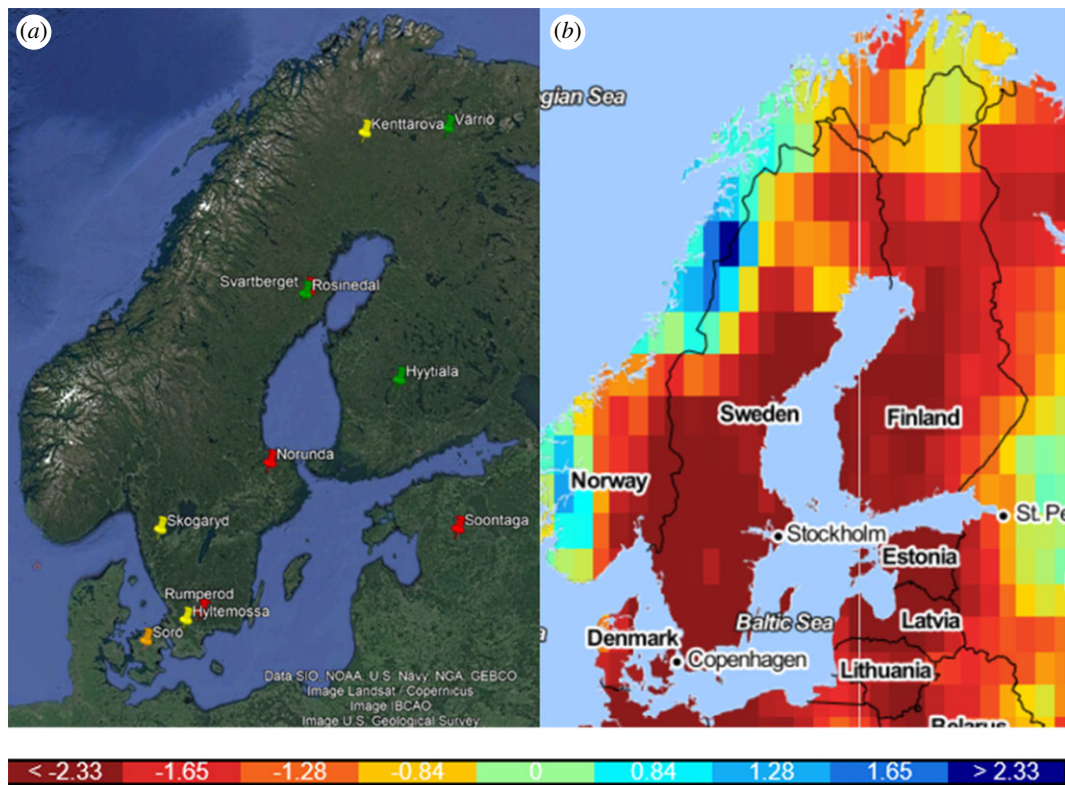 (a)
Kenttärova
Värriö
Svartberget
Rosinedal
Hyytiala
Norunda
Skogaryd
Soontaga
Rumperod
Hyltemossa
Soro
Data SIO, NOAA, U.S. Navy, NGA, GEBCO
Image Landsat / Copernicus
Image IBCAO
Image U.S. Geological Survey
(b)
gian Sea
Sweden
Finland
Norway
St. Pe
Stockholm
Estonia
Baltic Sea
Latvia
Denmark
Copenhagen
Lithuania
Belarus
< -2.33 -1.65 -1.28 -0.84 0 0.84 1.28 1.65 > 2.33